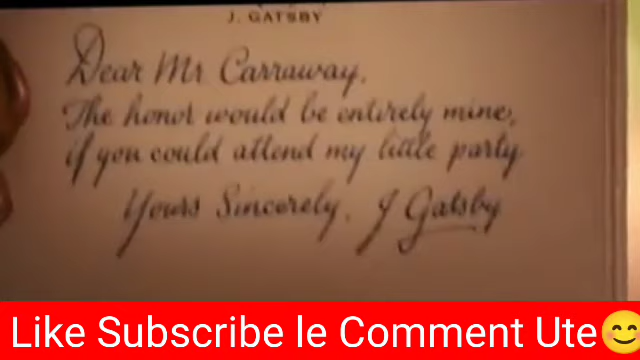 J. GATSBY
Dear Mr Carraway.
The honor would be entirely mine,
if you could attend my little party
Yours Sincerely, J Gatsby
Like Subscribe le Comment Ute😊